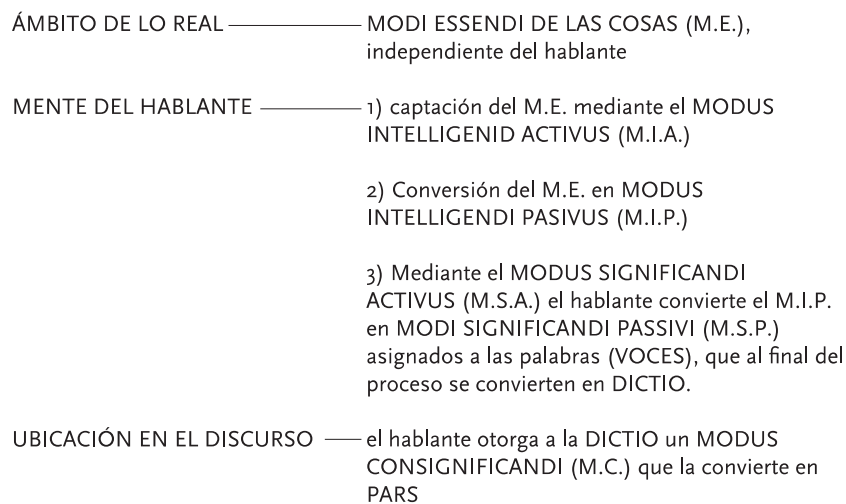 ÁMBITO DE LO REAL MODI ESSENDI DE LAS COSAS (M.E.),
independiente del hablante
MENTE DEL HABLANTE 1) captación del M.E. mediante el MODUS
INTELLIGENID ACTIVUS (M.I.A.)
2) Conversión del M.E. en MODUS
INTELLIGENDI PASIVUS (M.I.P.)
3) Mediante el MODUS SIGNIFICANDI
ACTIVUS (M.S.A.) el hablante convierte el M.I.P.
en MODI SIGNIFICANDI PASSIVI (M.S.P.)
asignados a las palabras (VOCES), que al final del
proceso se convierten en DICTIO.
UBICACIÓN EN EL DISCURSO el hablante otorga a la DICTIO un MODUS
CONSIGNIFICANDI (M.C.) que la convierte en
PARS